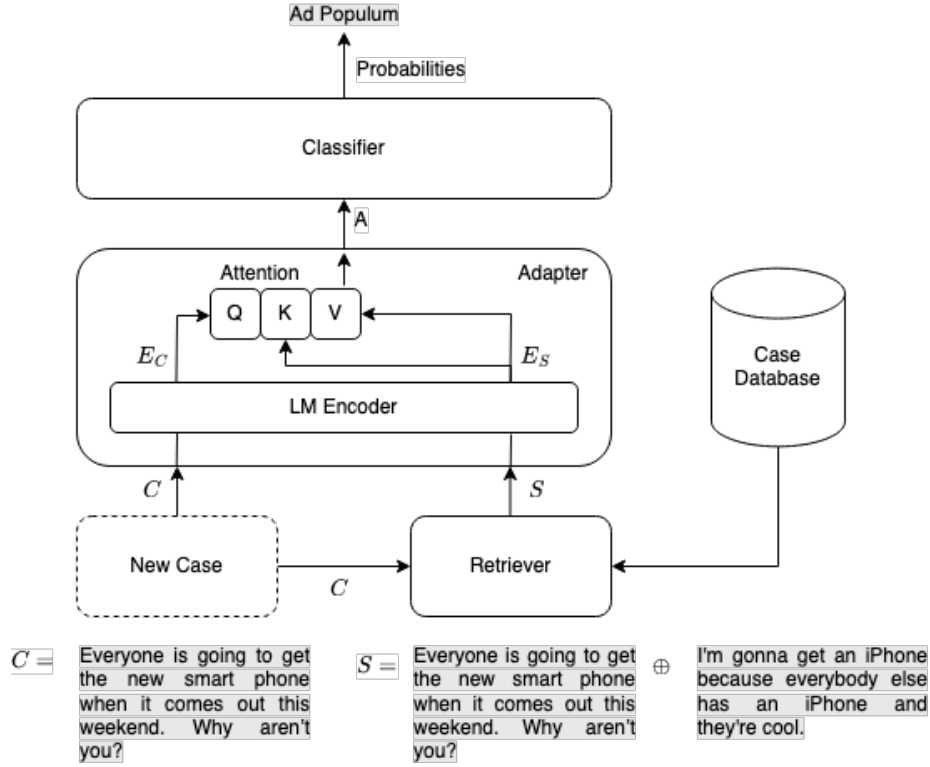 Ad Populum
Probabilities
Classifier
A
Attention
Adapter
Q K V
E_C
E_S
LM Encoder
Case
Database
C
S
New Case
C
Retriever
C =
Everyone is going to get
the new smart phone
when it comes out this
weekend. Why aren't
you?
S =
Everyone is going to get
the new smart phone
when it comes out this
weekend. Why aren't
you?
⊕
I'm gonna get an iPhone
because everybody else
has an iPhone and
they're cool.